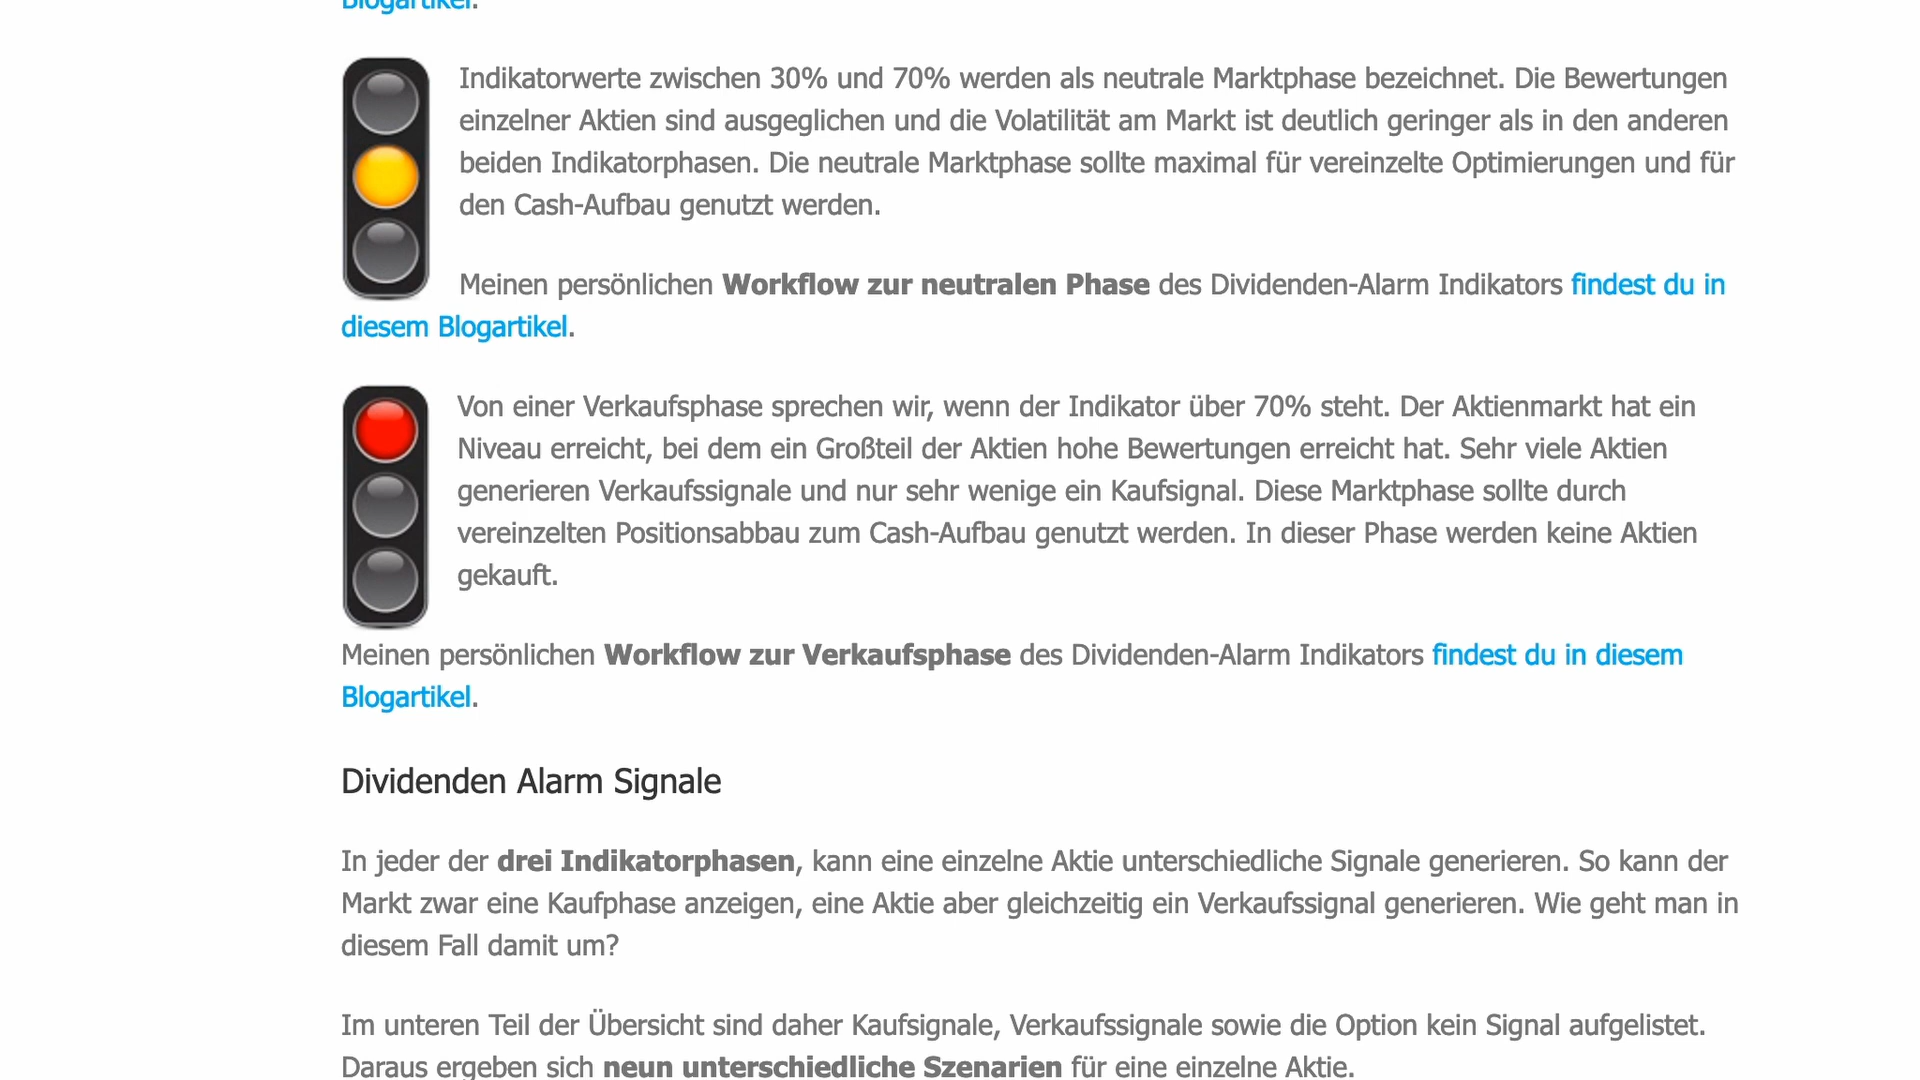 Blogartikel.
Indikatorwerte zwischen 30% und 70% werden als neutrale Marktphase bezeichnet. Die Bewertungen
einzelner Aktien sind ausgeglichen und die Volatilität am Markt ist deutlich geringer als in den anderen
beiden Indikatorphasen. Die neutrale Marktphase sollte maximal für vereinzelte Optimierungen und für
den Cash-Aufbau genutzt werden.
Meinen persönlichen Workflow zur neutralen Phase des Dividenden-Alarm Indikators findest du in
diesem Blogartikel.
Von einer Verkaufsphase sprechen wir, wenn der Indikator über 70% steht. Der Aktienmarkt hat ein
Niveau erreicht, bei dem ein Großteil der Aktien hohe Bewertungen erreicht hat. Sehr viele Aktien
generieren Verkaufssignale und nur sehr wenige ein Kaufsignal. Diese Marktphase sollte durch
vereinzelten Positionsabbau zum Cash-Aufbau genutzt werden. In dieser Phase werden keine Aktien
gekauft.
Meinen persönlichen Workflow zur Verkaufsphase des Dividenden-Alarm Indikators findest du in diesem
Blogartikel.
Dividenden Alarm Signale
In jeder der drei Indikatorphasen, kann eine einzelne Aktie unterschiedliche Signale generieren. So kann der
Markt zwar eine Kaufphase anzeigen, eine Aktie aber gleichzeitig ein Verkaufssignal generieren. Wie geht man in
diesem Fall damit um?
Im unteren Teil der Übersicht sind daher Kaufsignale, Verkaufssignale sowie die Option kein Signal aufgelistet.
Daraus ergeben sich neun unterschiedliche Szenarien für eine einzelne Aktie.